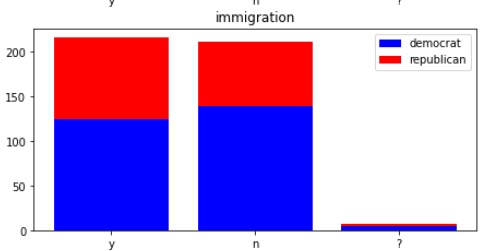 y n ?
immigration
democrat
republican
200
150
100
50
0
y n ?